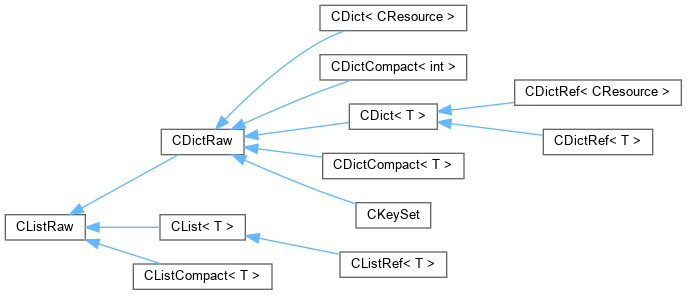 CDict< CResource >
CDictCompact< int >
CDictRef< CResource >
CDict< T >
CDictRaw
CDictRef< T >
CDictCompact< T >
CKeySet
CListRaw
CList< T >
CListRef< T >
CListCompact< T >